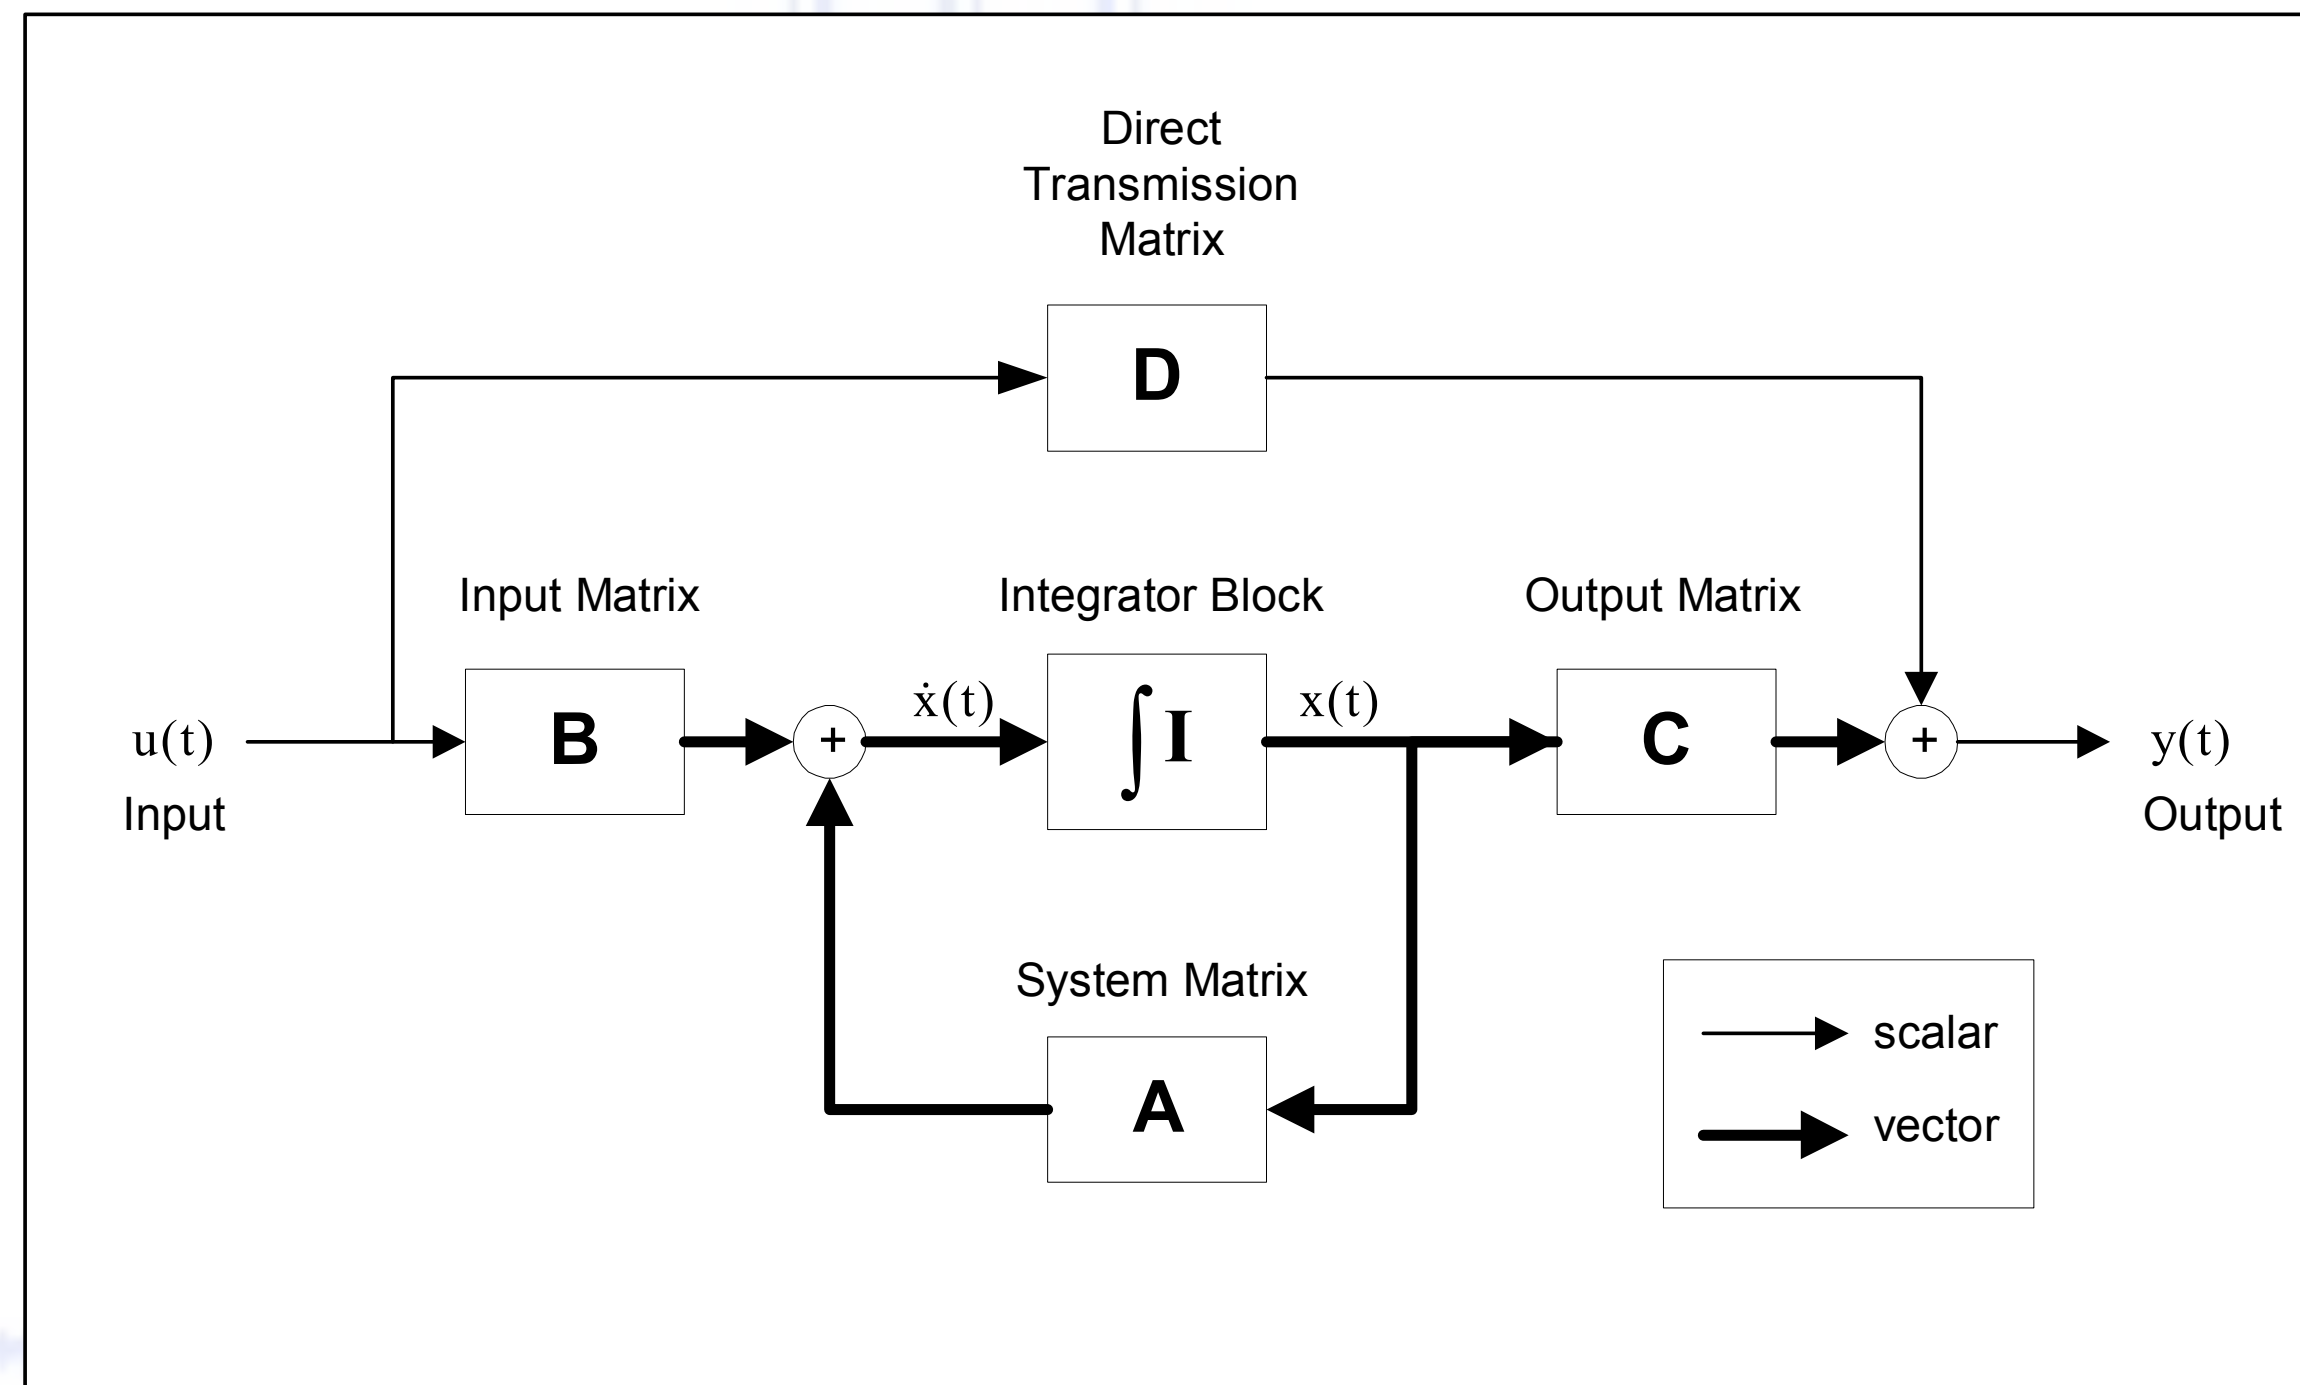 Direct
Transmission
Matrix
D
Input Matrix
Integrator Block
Output Matrix
u(t)
Input
B
+
ẋ(t)
∫I
x(t)
C
+
y(t)
Output
System Matrix
A
scalar
vector